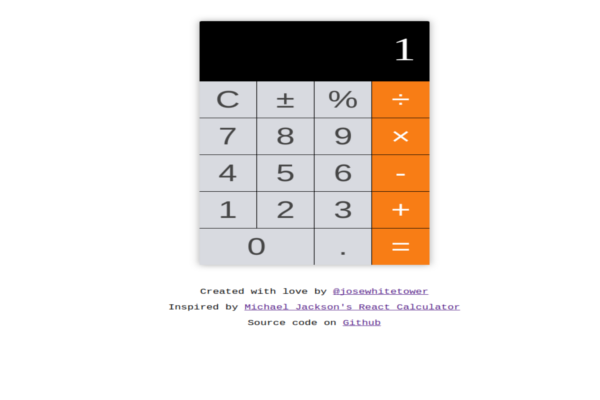 1
C ± % ÷
7 8 9 ×
4 5 6 -
1 2 3 +
0 . =
Created with love by @josewhitetower
Inspired by Michael Jackson's React Calculator
Source code on Github